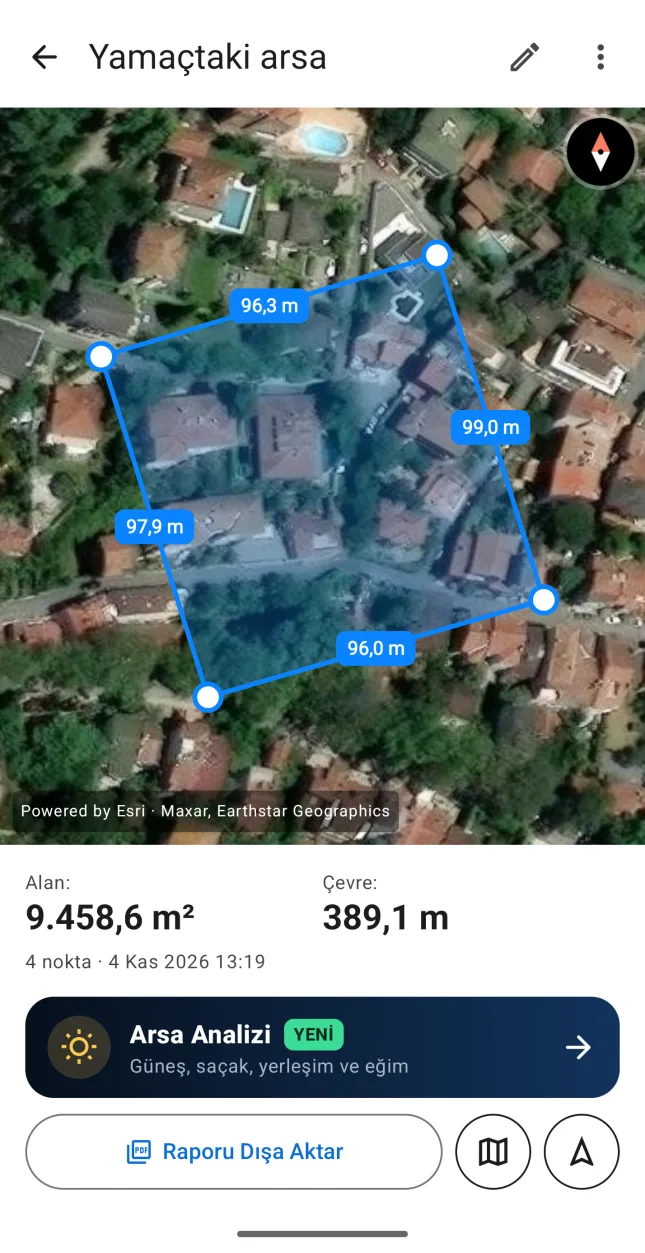 Yamaçtaki arsa
96,3 m
99,0 m
97,9 m
96,0 m
Powered by Esri · Maxar, Earthstar Geographics
Alan:
Çevre:
9.458,6 m²
389,1 m
4 nokta · 4 Kas 2026 13:19
Arsa Analizi YENİ
Güneş, saçak, yerleşim ve eğim
PDF Raporu Dışa Aktar